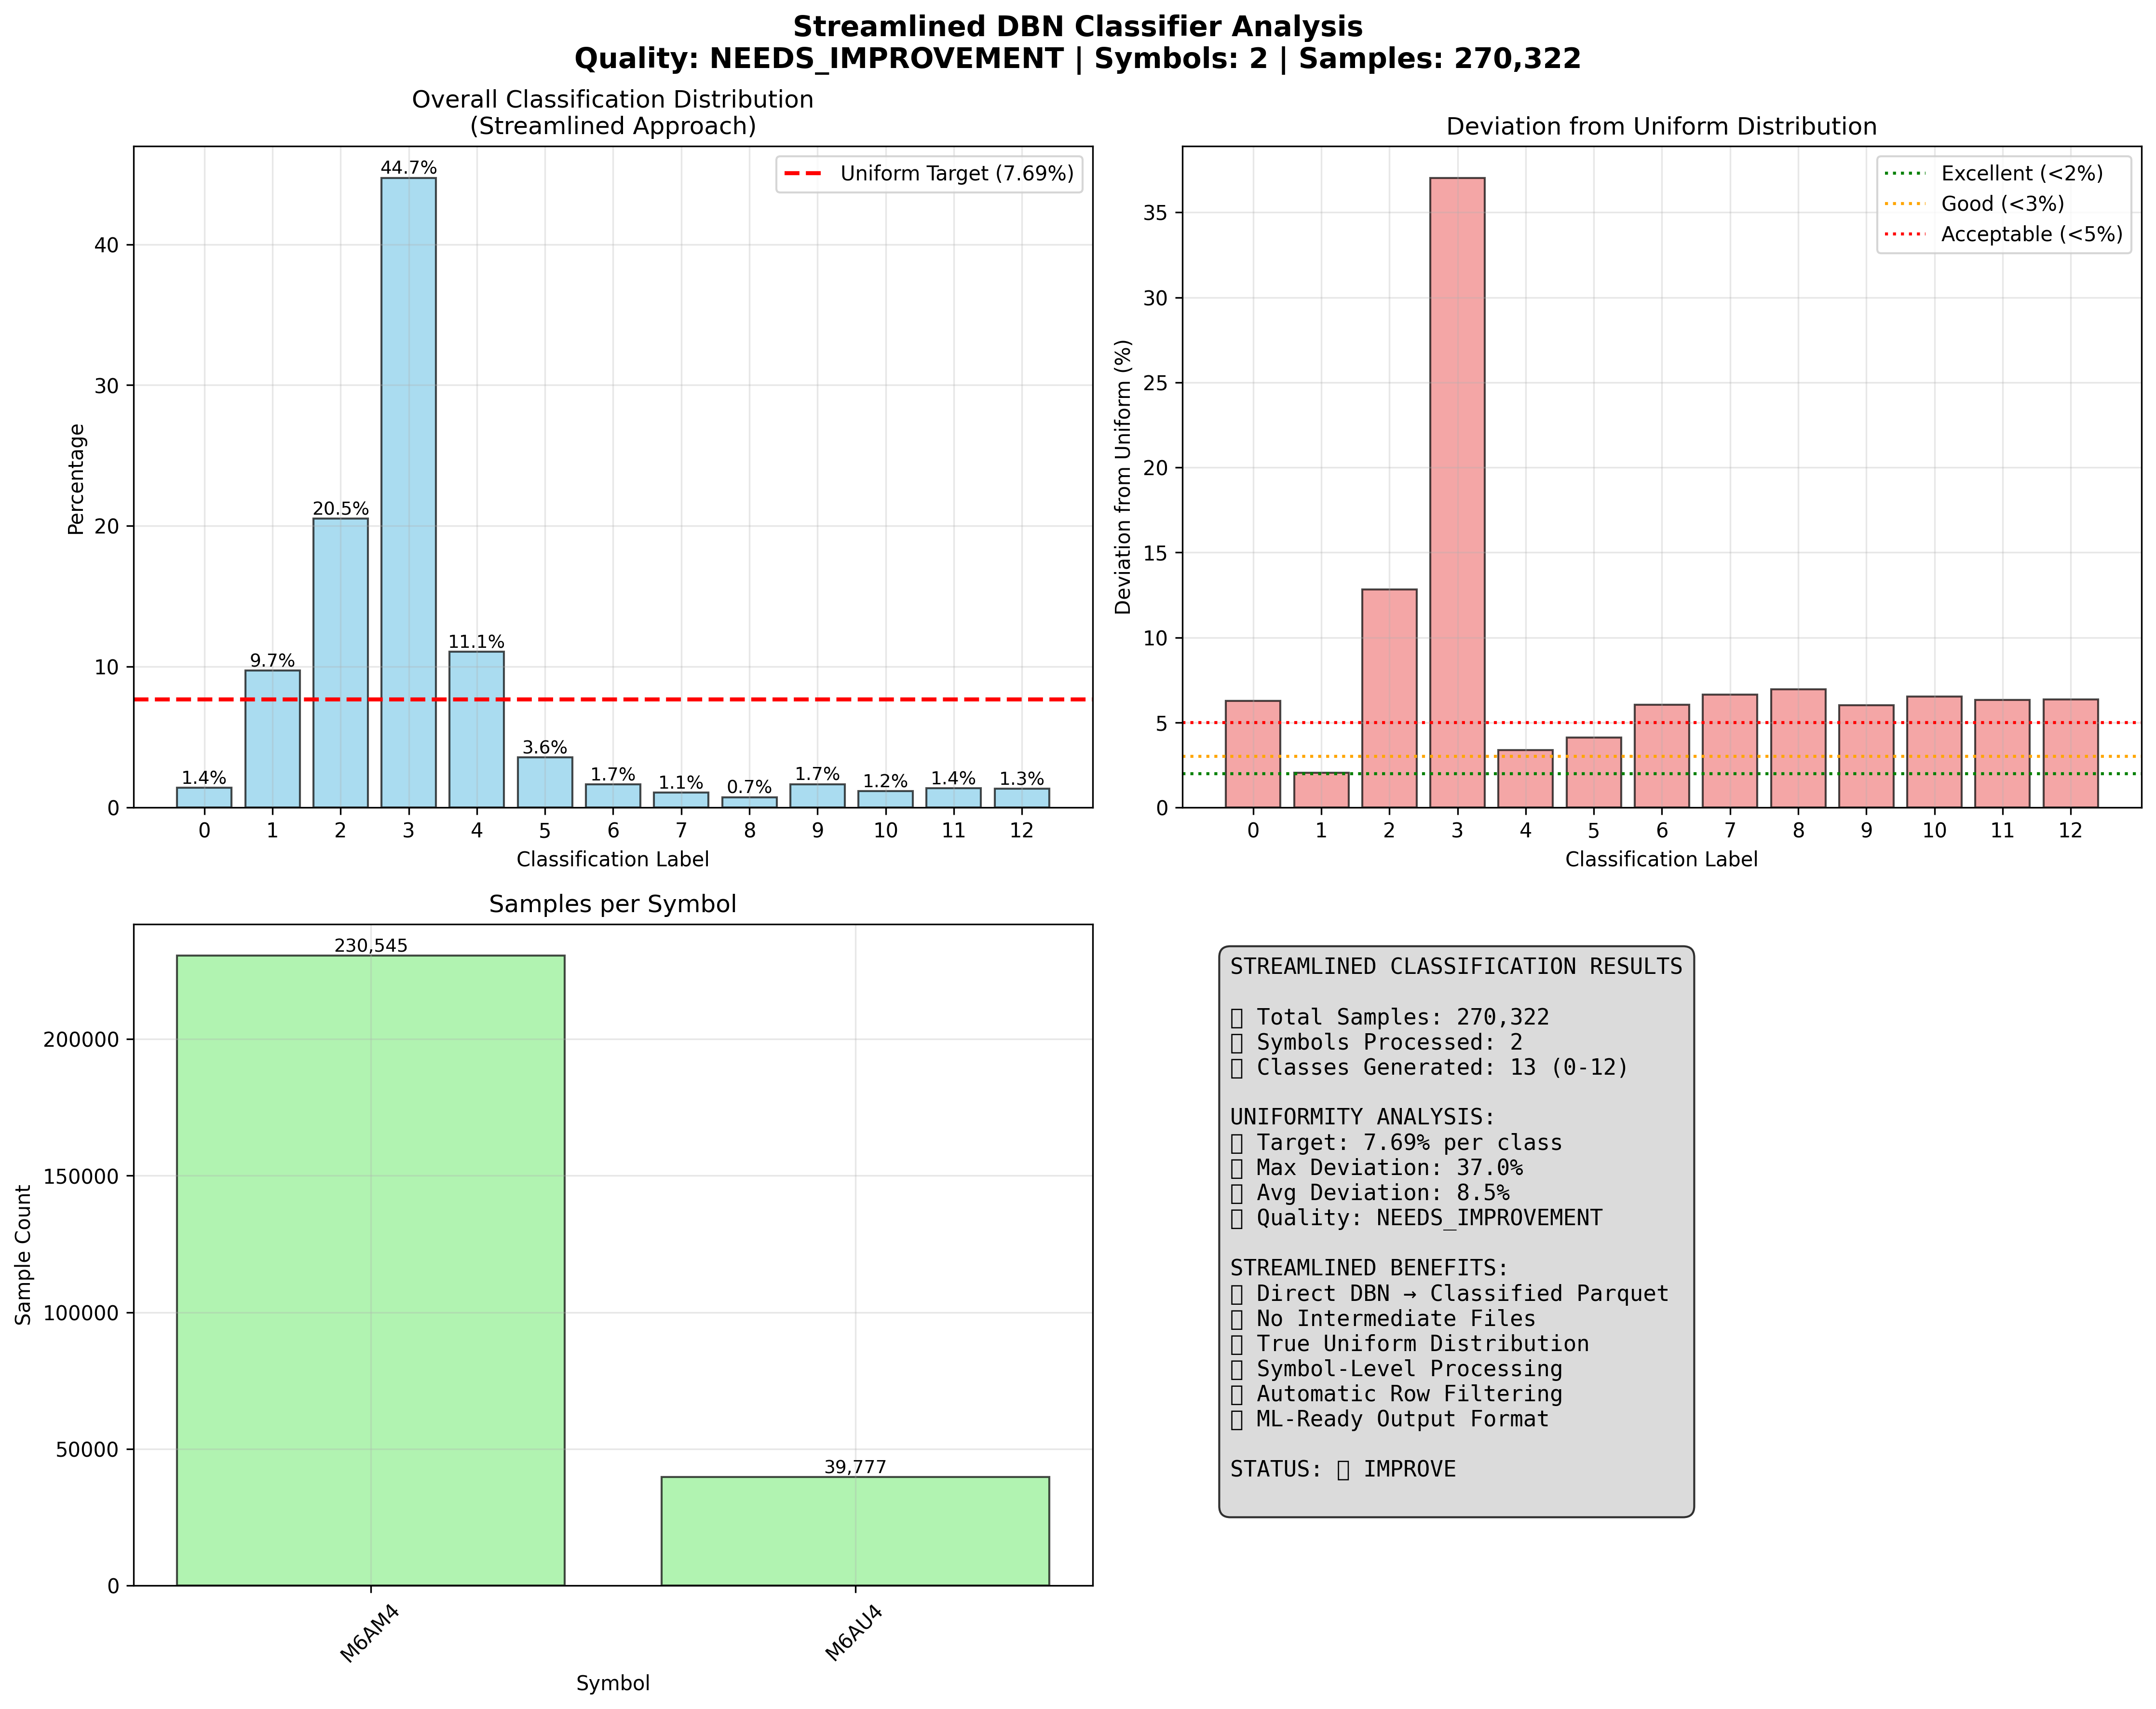 Streamlined DBN Classifier Analysis
Quality: NEEDS_IMPROVEMENT | Symbols: 2 | Samples: 270,322
Overall Classification Distribution
(Streamlined Approach)
Uniform Target (7.69%)
Percentage
40
30
20
10
0
1.4%
9.7%
20.5%
44.7%
11.1%
3.6%
1.7%
1.1%
0.7%
1.7%
1.2%
1.4%
1.3%
0 1 2 3 4 5 6 7 8 9 10 11 12
Classification Label
Deviation from Uniform Distribution
Excellent (<2%)
Good (<3%)
Acceptable (<5%)
Deviation from Uniform (%)
35
30
25
20
15
10
5
0
0 1 2 3 4 5 6 7 8 9 10 11 12
Classification Label
Samples per Symbol
Sample Count
200000
150000
100000
50000
0
230,545
39,777
M6AM4
M6AU4
Symbol
STREAMLINED CLASSIFICATION RESULTS
Total Samples: 270,322
Symbols Processed: 2
Classes Generated: 13 (0-12)
UNIFORMITY ANALYSIS:
Target: 7.69% per class
Max Deviation: 37.0%
Avg Deviation: 8.5%
Quality: NEEDS_IMPROVEMENT
STREAMLINED BENEFITS:
Direct DBN → Classified Parquet
No Intermediate Files
True Uniform Distribution
Symbol-Level Processing
Automatic Row Filtering
ML-Ready Output Format
STATUS: IMPROVE